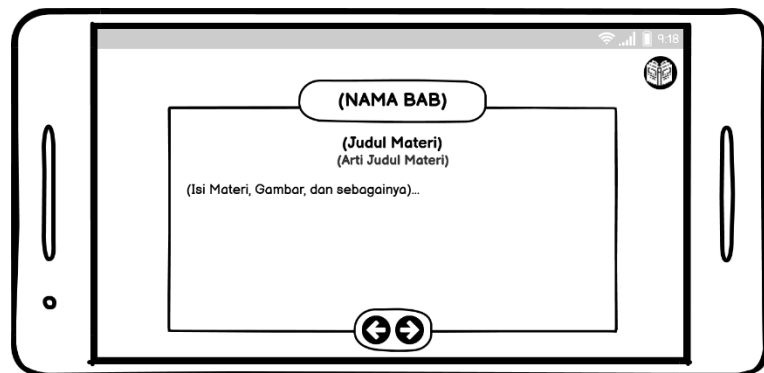 9:18
(NAMA BAB)
(Judul Materi)
(Arti Judul Materi)
(Isi Materi, Gambar, dan sebagainya)...